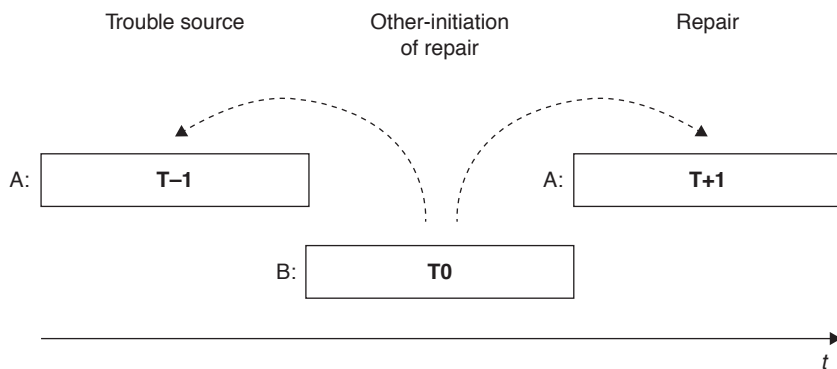 Trouble source
Other-initiation
of repair
Repair
A:
T–1
A:
T+1
B:
T0
t